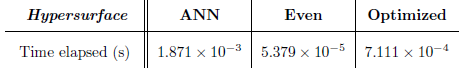 Hypersurface ANN Even Optimized
Time elapsed (s) 1.871 × 10⁻³ 5.379 × 10⁻⁵ 7.111 × 10⁻⁴